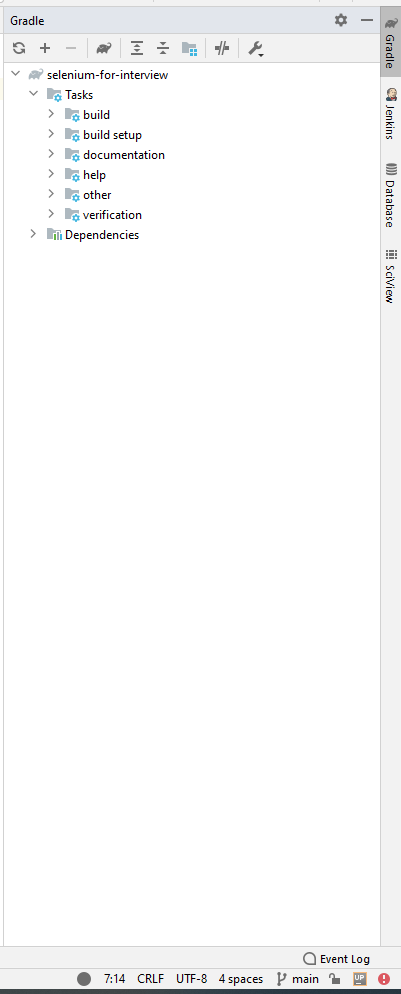 Gradle
selenium-for-interview
Tasks
build
build setup
documentation
help
other
verification
Dependencies
Gradle
Jenkins
Database
SciView
Event Log
7:14 CRLF UTF-8 4 spaces main UP